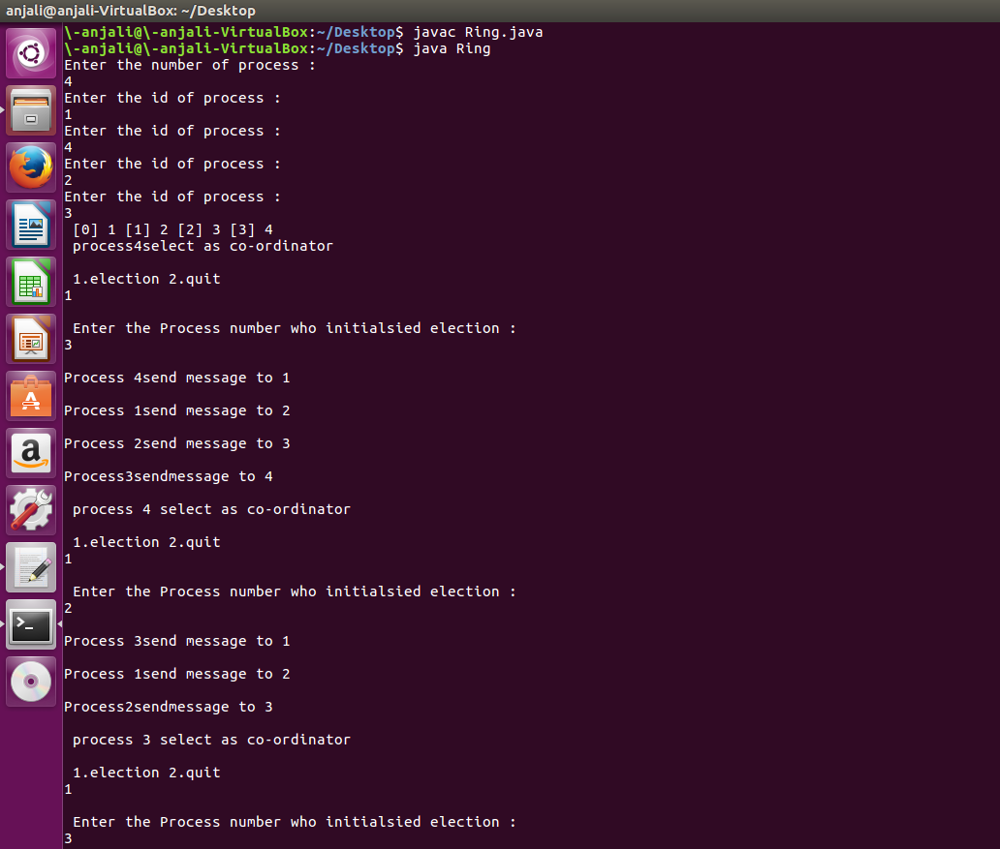 anjali@anjali-VirtualBox: ~/Desktop
\-anjali@\-anjali-VirtualBox:~/Desktop$ javac Ring.java
\-anjali@\-anjali-VirtualBox:~/Desktop$ java Ring
Enter the number of process :
4
Enter the id of process :
1
Enter the id of process :
4
Enter the id of process :
2
Enter the id of process :
3
 [0] 1 [1] 2 [2] 3 [3] 4
 process4select as co-ordinator

 1.election 2.quit
1

 Enter the Process number who initialsied election :
3

Process 4send message to 1

Process 1send message to 2

Process 2send message to 3

Process3sendmessage to 4

 process 4 select as co-ordinator

 1.election 2.quit
1

 Enter the Process number who initialsied election :
2

Process 3send message to 1

Process 1send message to 2

Process2sendmessage to 3

 process 3 select as co-ordinator

 1.election 2.quit
1

 Enter the Process number who initialsied election :
3